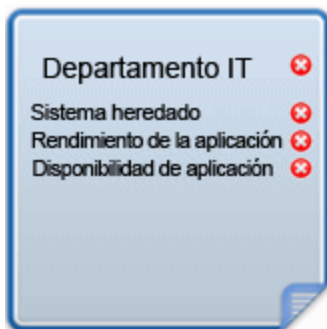 Departamento IT
Sistema heredado
Rendimiento de la aplicación
Disponibilidad de aplicación